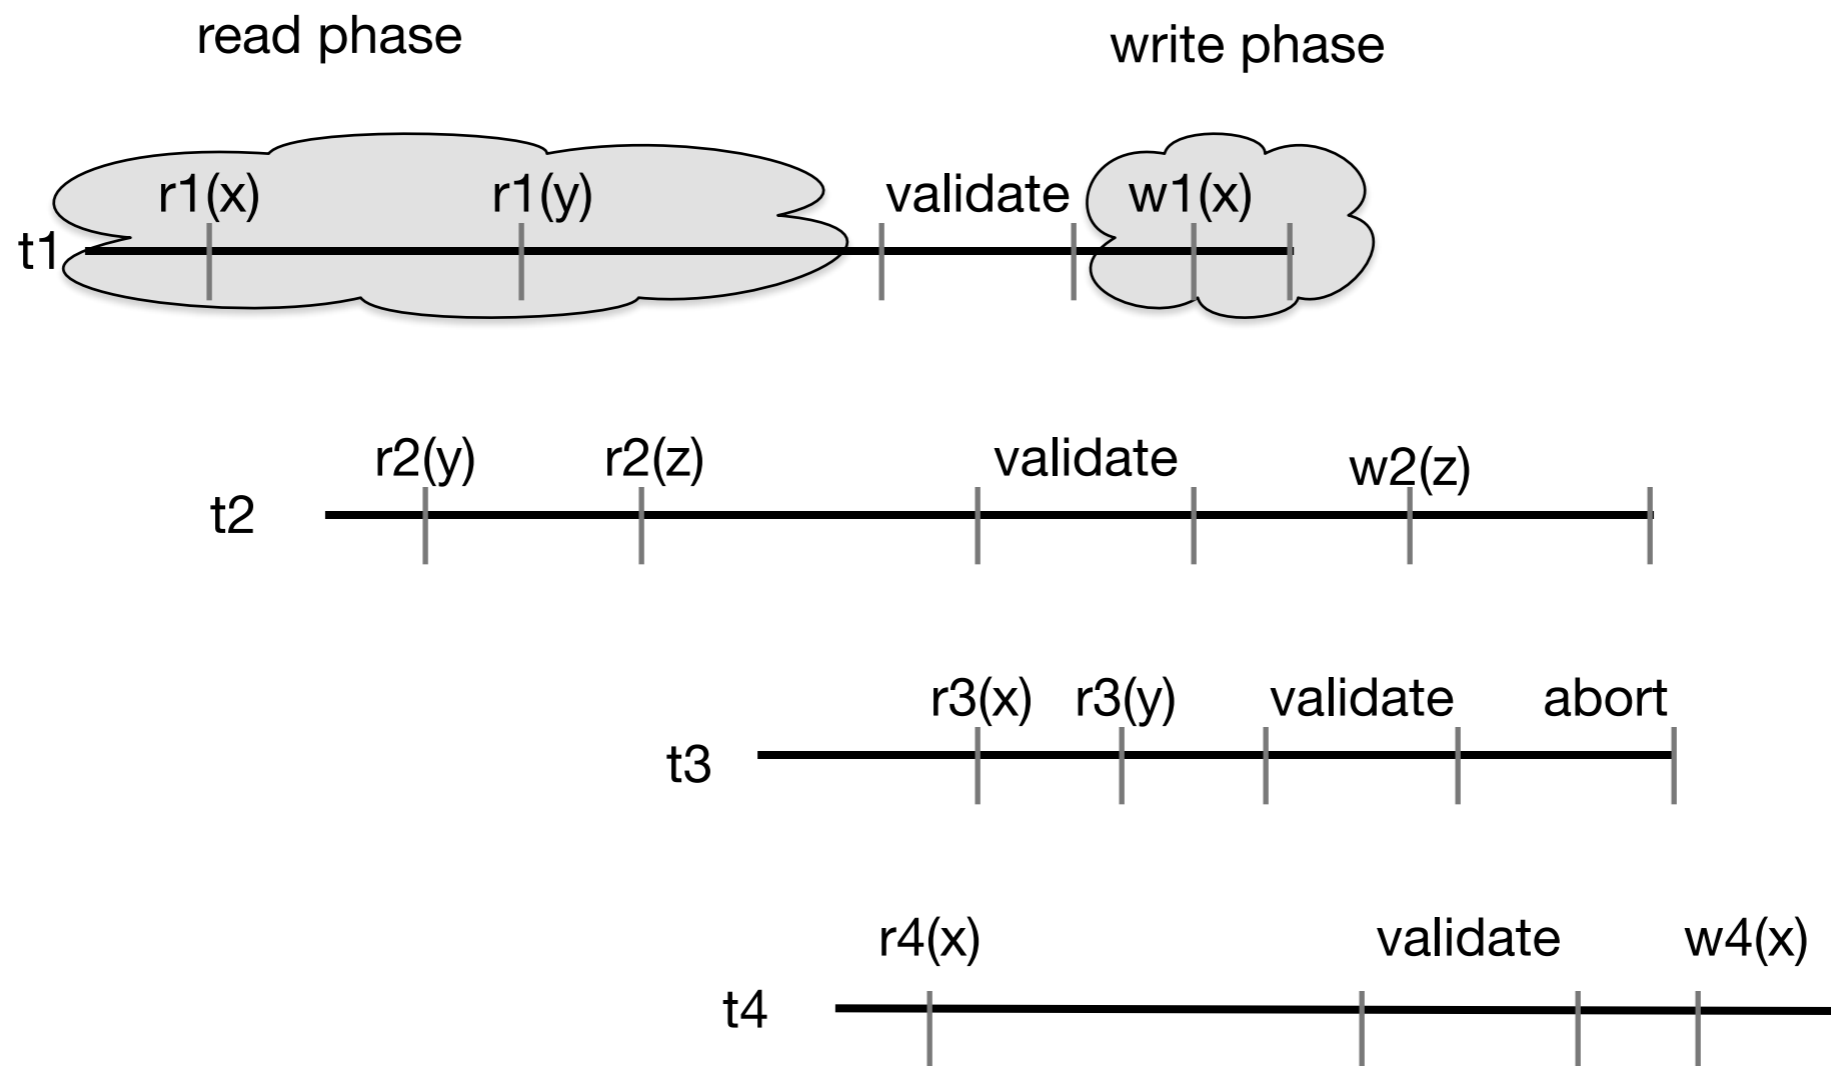 read phase
write phase
r1(x)
r1(y)
validate
w1(x)
t1
r2(y)
r2(z)
validate
w2(z)
t2
r3(x)
r3(y)
validate
abort
t3
r4(x)
validate
w4(x)
t4